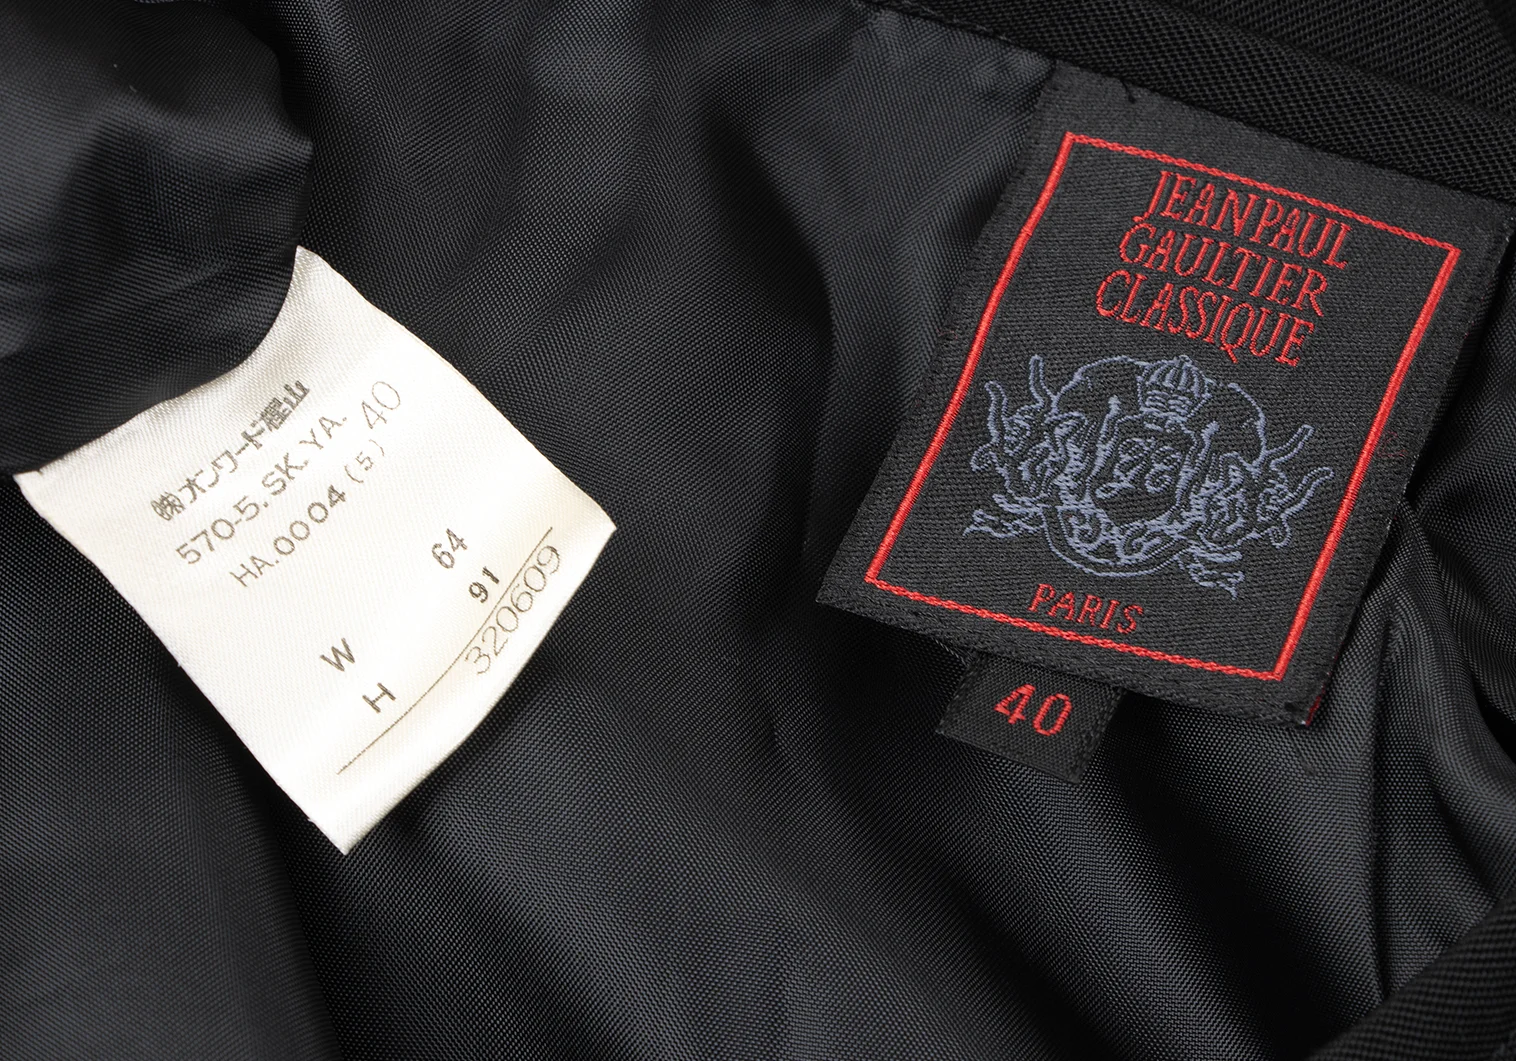 ㈱オンワード樫山
570-5.SK.YA. 40
HA.00004 (5)
W 64
H 91
320609
JEANPAUL
GAULTIER
CLASSIQUE
PARIS
40